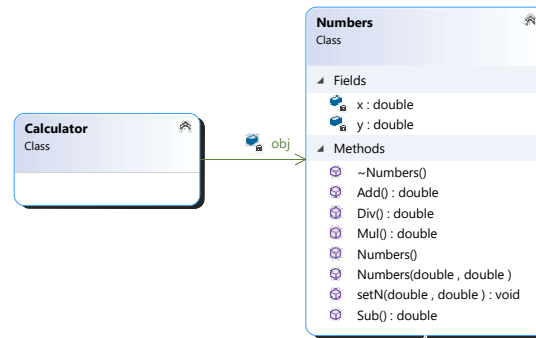 Calculator
Class
obj
Numbers
Class
Fields
x : double
y : double
Methods
~Numbers()
Add() : double
Div() : double
Mul() : double
Numbers()
Numbers(double , double )
setN(double , double ) : void
Sub() : double